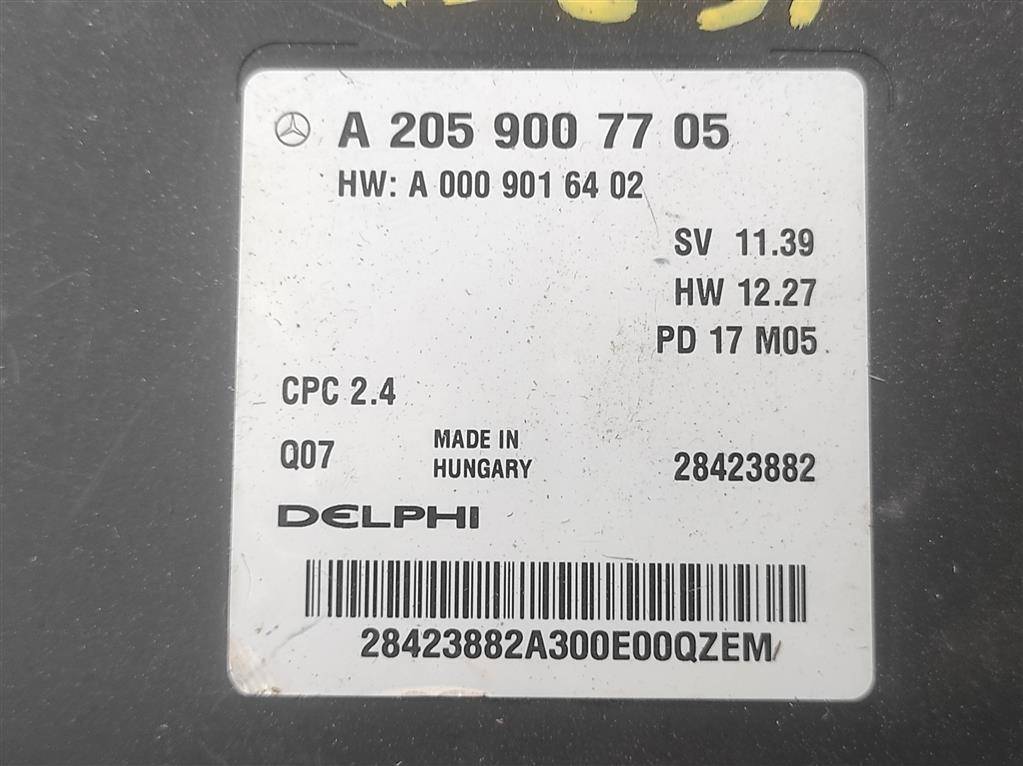 A 205 900 77 05
HW: A 000 901 64 02
SV 11.39
HW 12.27
PD 17 M05
CPC 2.4
Q07
MADE IN
HUNGARY
28423882
DELPHI
28423882A300E00QZEM